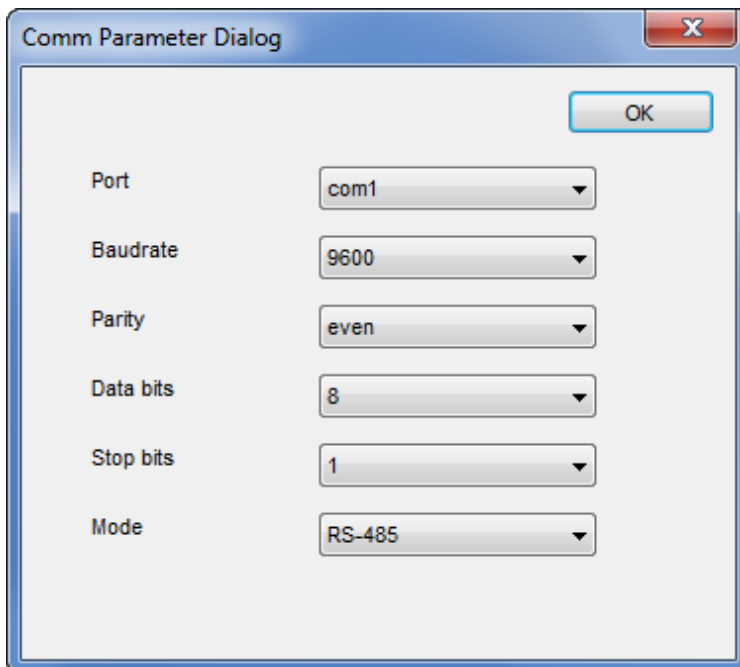 Comm Parameter Dialog
OK
Port com1
Baudrate 9600
Parity even
Data bits 8
Stop bits 1
Mode RS-485